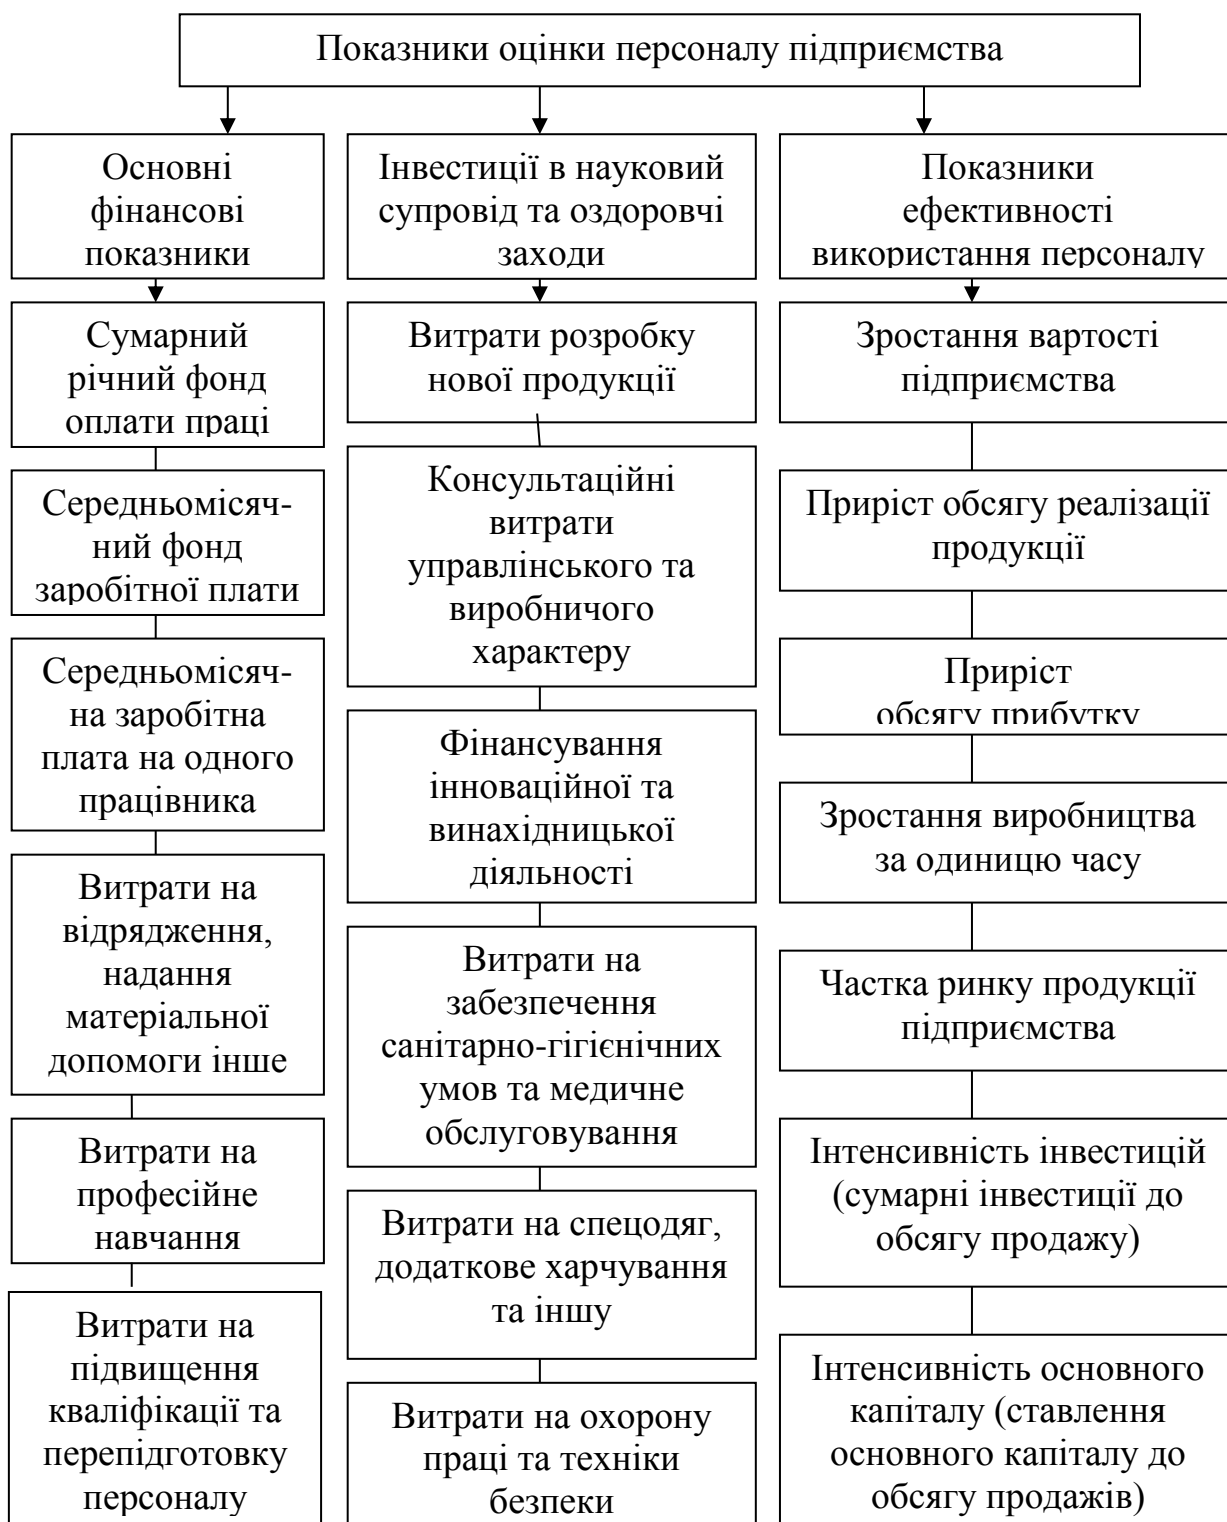 Показники оцінки персоналу підприємства
Основні
фінансові
показники
Сумарний
річний фонд
оплати праці
Середньомісяч-
ний фонд
заробітної плати
Середньомісяч-
на заробітна
плата на одного
працівника
Витрати на
відрядження,
надання
матеріальної
допомоги інше
Витрати на
професійне
навчання
Витрати на
підвищення
кваліфікації та
перепідготовку
персоналу
Інвестиції в науковий
супровід та оздоровчі
заходи
Витрати розробку
нової продукції
Консультаційні
витрати
управлінського та
виробничого
характеру
Фінансування
інноваційної та
винахідницької
діяльності
Витрати на
забезпечення
санітарно-гігієнічних
умов та медичне
обслуговування
Витрати на спецодяг,
додаткове харчування
та іншу
Витрати на охорону
праці та техніки
безпеки
Показники
ефективності
використання персоналу
Зростання вартості
підприємства
Приріст обсягу реалізації
продукції
Приріст
обсягу прибутку
Зростання виробництва
за одиницю часу
Частка ринку продукції
підприємства
Інтенсивність інвестицій
(сумарні інвестиції до
обсягу продажу)
Інтенсивність основного
капіталу (ставлення
основного капіталу до
обсягу продажів)